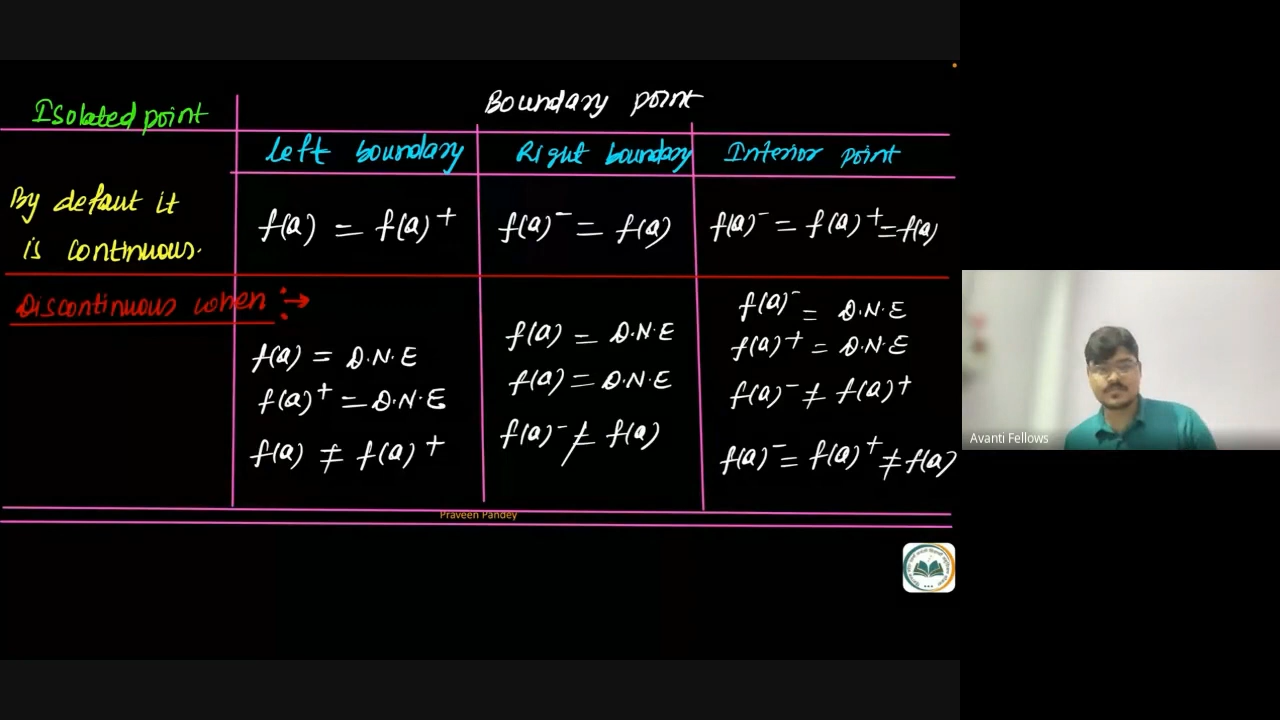 Isolated point
Boundary point
left boundary
Right boundary
Interior point
By defaut it
is continuous.
f(a) = f(a)⁺
f(a)⁻ = f(a)
f(a)⁻ = f(a)⁺ = f(a)
Discontinuous when :→
f(a) = D.N.E
f(a)⁺ = D.N.E
f(a) ≠ f(a)⁺
f(a) = D.N.E
f(a) = D.N.E
f(a)⁻ ≠ f(a)
f(a)⁻ = D.N.E
f(a)⁺ = D.N.E
f(a)⁻ ≠ f(a)⁺
f(a)⁻ = f(a)⁺ ≠ f(a)
Praveen Pandey
Avanti Fellows